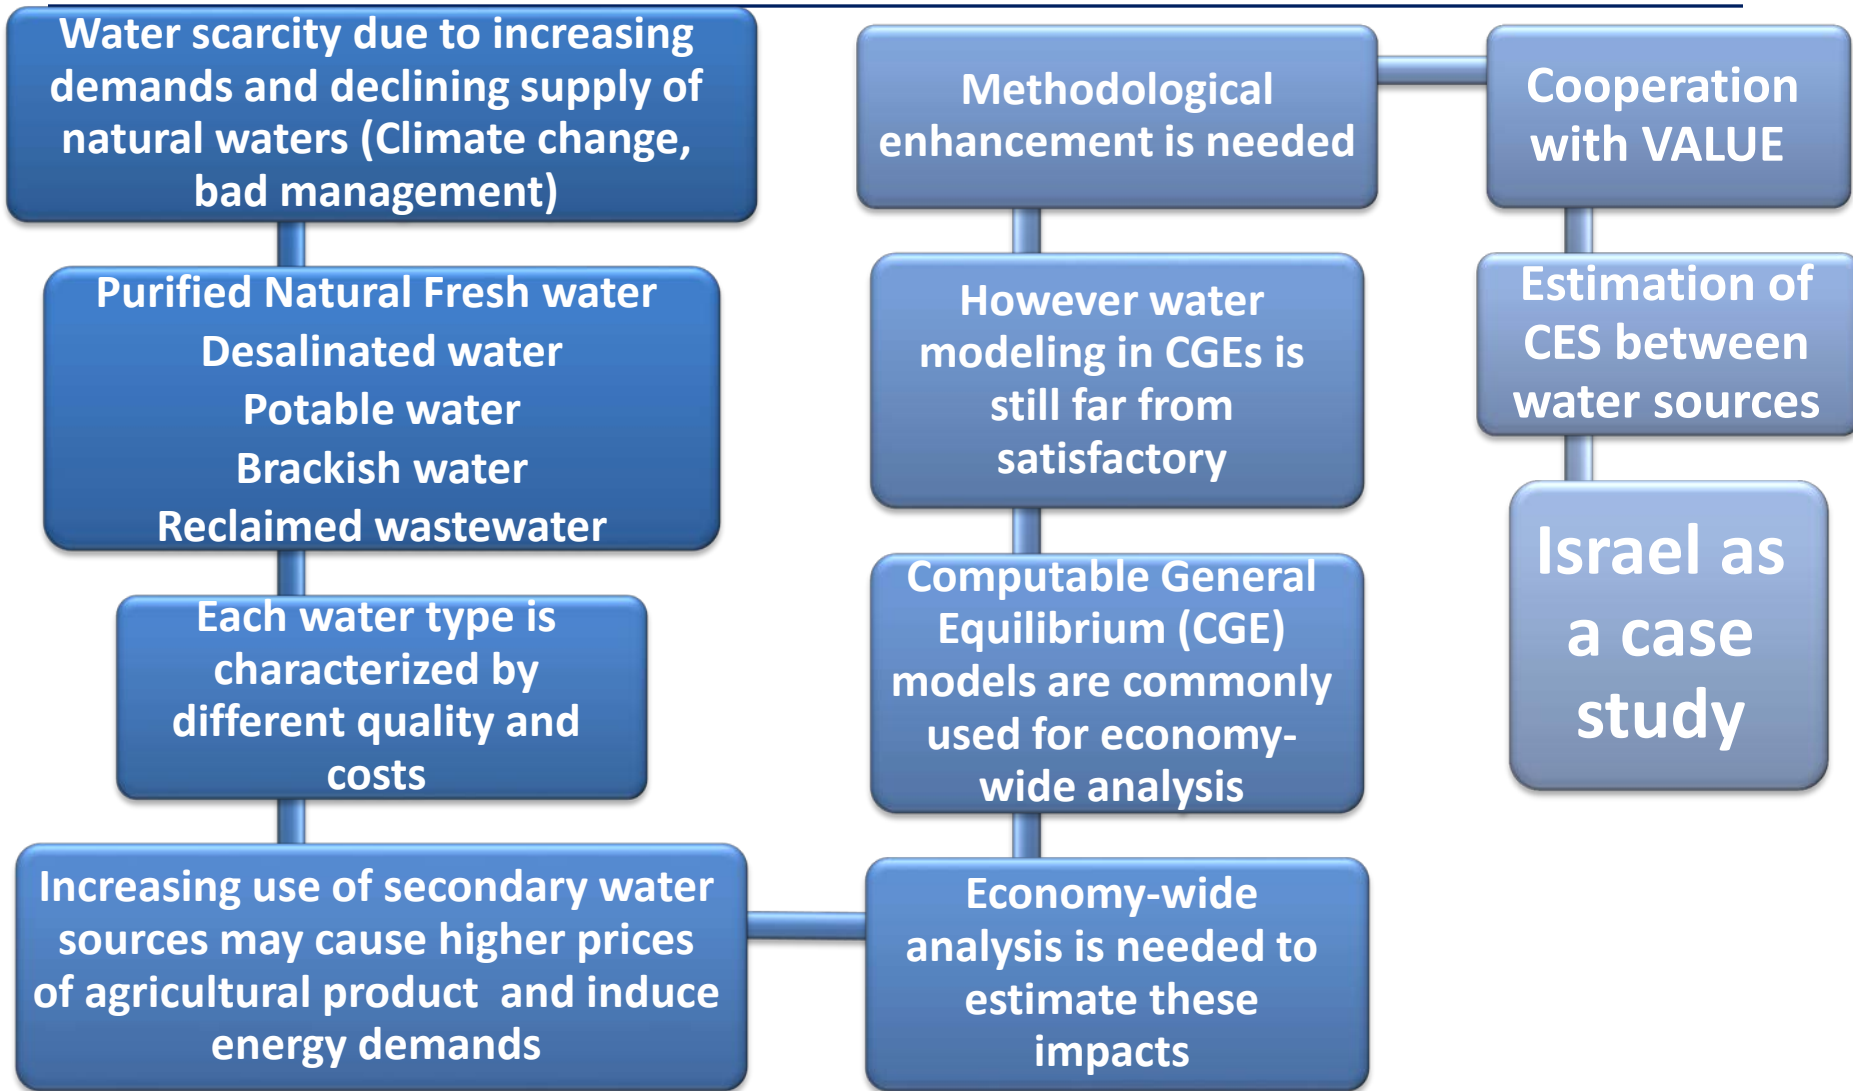 Water scarcity due to increasing
demands and declining supply of
natural waters (Climate change,
bad management)
Purified Natural Fresh water
Desalinated water
Potable water
Brackish water
Reclaimed wastewater
Each water type is
characterized by
different quality and
costs
Increasing use of secondary water
sources may cause higher prices
of agricultural product and induce
energy demands
Economy-wide
analysis is needed to
estimate these
impacts
Computable General
Equilibrium (CGE)
models are commonly
used for economy-
wide analysis
However water
modeling in CGEs is
still far from
satisfactory
Methodological
enhancement is needed
Cooperation
with VALUE
Estimation of
CES between
water sources
Israel as
a case
study